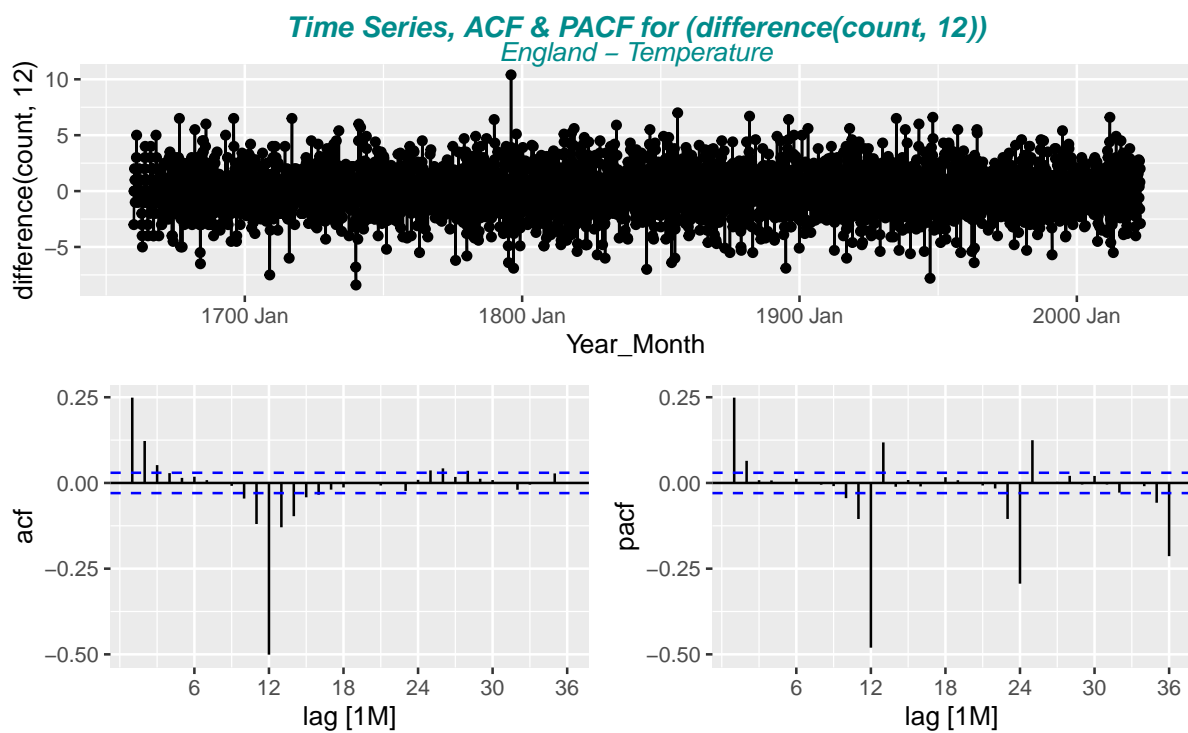 Time Series, ACF & PACF for (difference(count, 12))
England − Temperature
difference(count, 12)
10
5
0
−5
1700 Jan 1800 Jan 1900 Jan 2000 Jan
Year_Month
acf
0.25
0.00
−0.25
−0.50
6 12 18 24 30 36
lag [1M]
pacf
0.25
0.00
−0.25
−0.50
6 12 18 24 30 36
lag [1M]